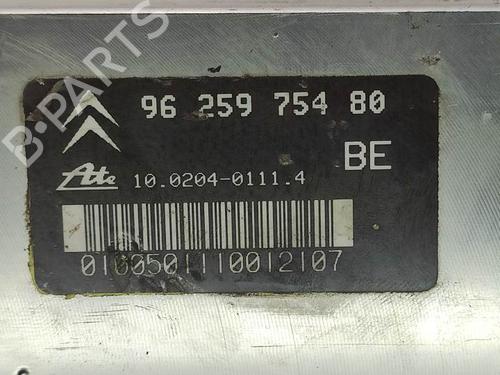 B-PARTS
96 259 754 80
BE
Ate 10.0204-0111.4
0100501110012107